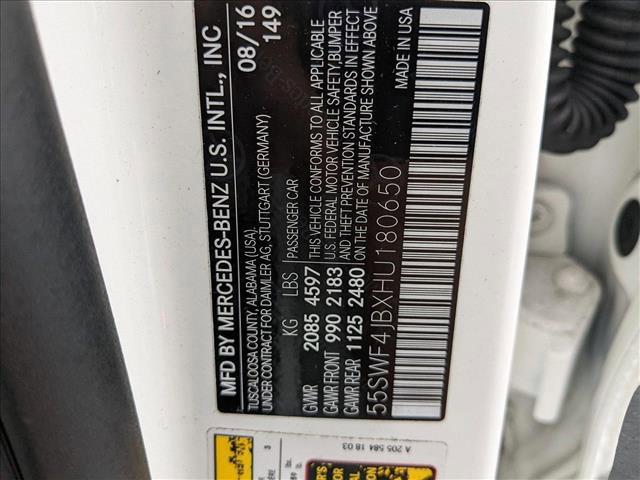 MFD BY MERCEDES-BENZ U.S. INTL., INC
TUSCALOOSA COUNTY, ALABAMA (USA) 08/16
UNDER CONTRACT FOR DAIMLER AG, STUTTGART (GERMANY) 149
KG LBS PASSENGER CAR
GVWR 2085 4597 THIS VEHICLE CONFORMS TO ALL APPLICABLE
GAWR FRONT 990 2183 U.S. FEDERAL MOTOR VEHICLE SAFETY, BUMPER
GAWR REAR 1125 2480 AND THEFT PREVENTION STANDARDS IN EFFECT
ON THE DATE OF MANUFACTURE SHOWN ABOVE
55SWF4JBXHU180650 MADE IN USA
A 205 584 18 03